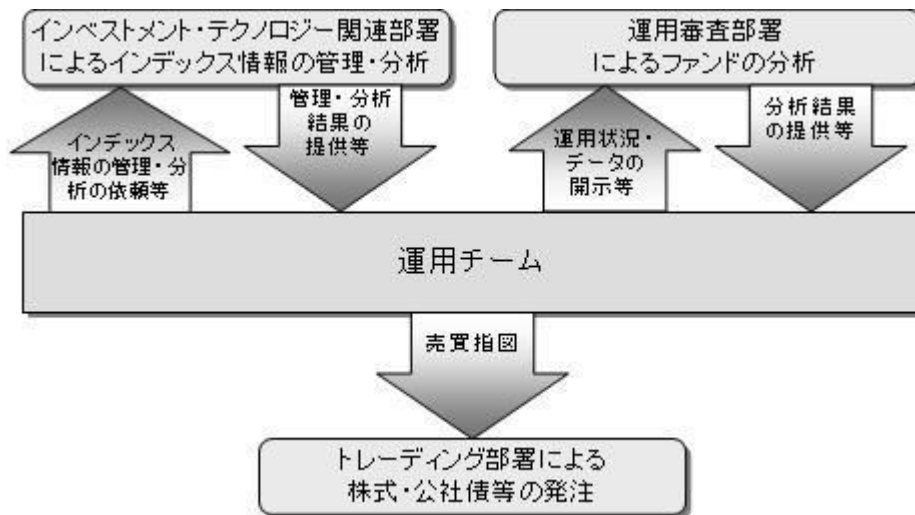 インベストメント・テクノロジー関連部署
によるインデックス情報の管理・分析
運用審査部署
によるファンドの分析
インデックス
情報の管理・分
析の依頼等
管理・分析
結果の
提供等
運用状況・
データの
開示等
分析結果
の提供等
運用チーム
売買指図
トレーディング部署による
株式・公社債等の発注